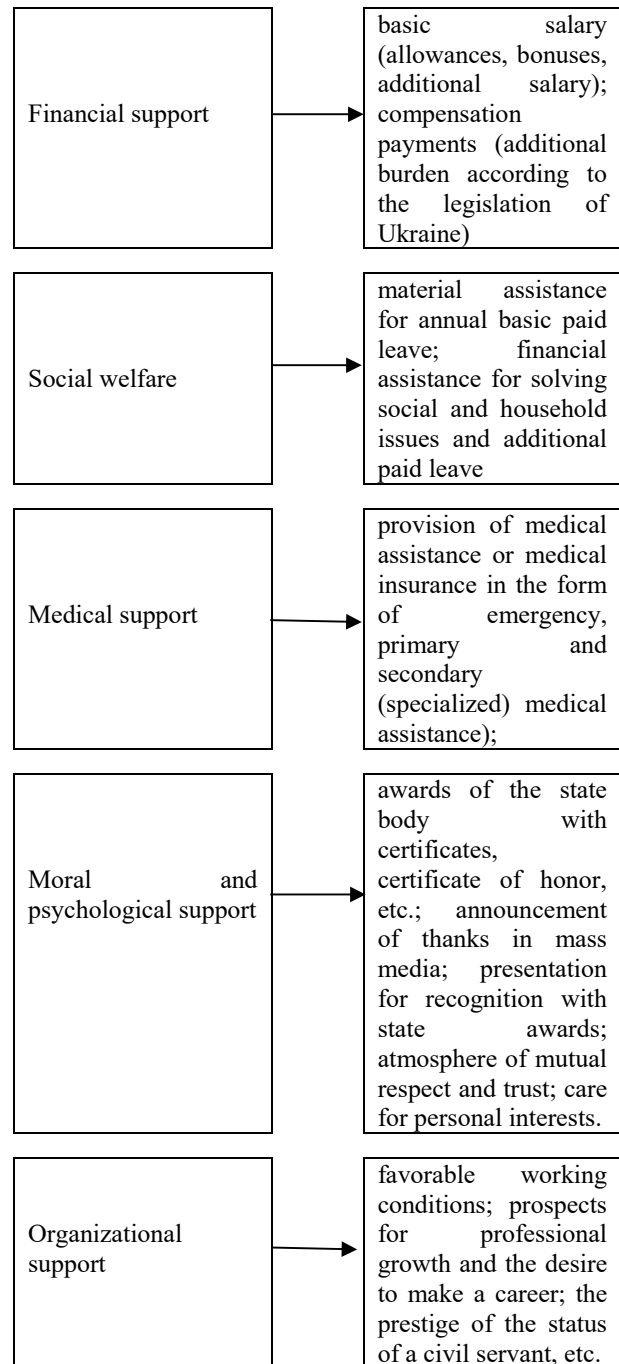 Financial support
basic salary
(allowances, bonuses,
additional salary);
compensation
payments (additional
burden according to
the legislation of
Ukraine)
Social welfare
material assistance
for annual basic paid
leave; financial
assistance for solving
social and household
issues and additional
paid leave
Medical support
provision of medical
assistance or medical
insurance in the form
of emergency,
primary and
secondary
(specialized) medical
assistance);
Moral and
psychological support
awards of the state
body with
certificates,
certificate of honor,
etc.; announcement
of thanks in mass
media; presentation
for recognition with
state awards;
atmosphere of mutual
respect and trust; care
for personal interests.
Organizational
support
favorable working
conditions; prospects
for professional
growth and the desire
to make a career; the
prestige of the status
of a civil servant, etc.